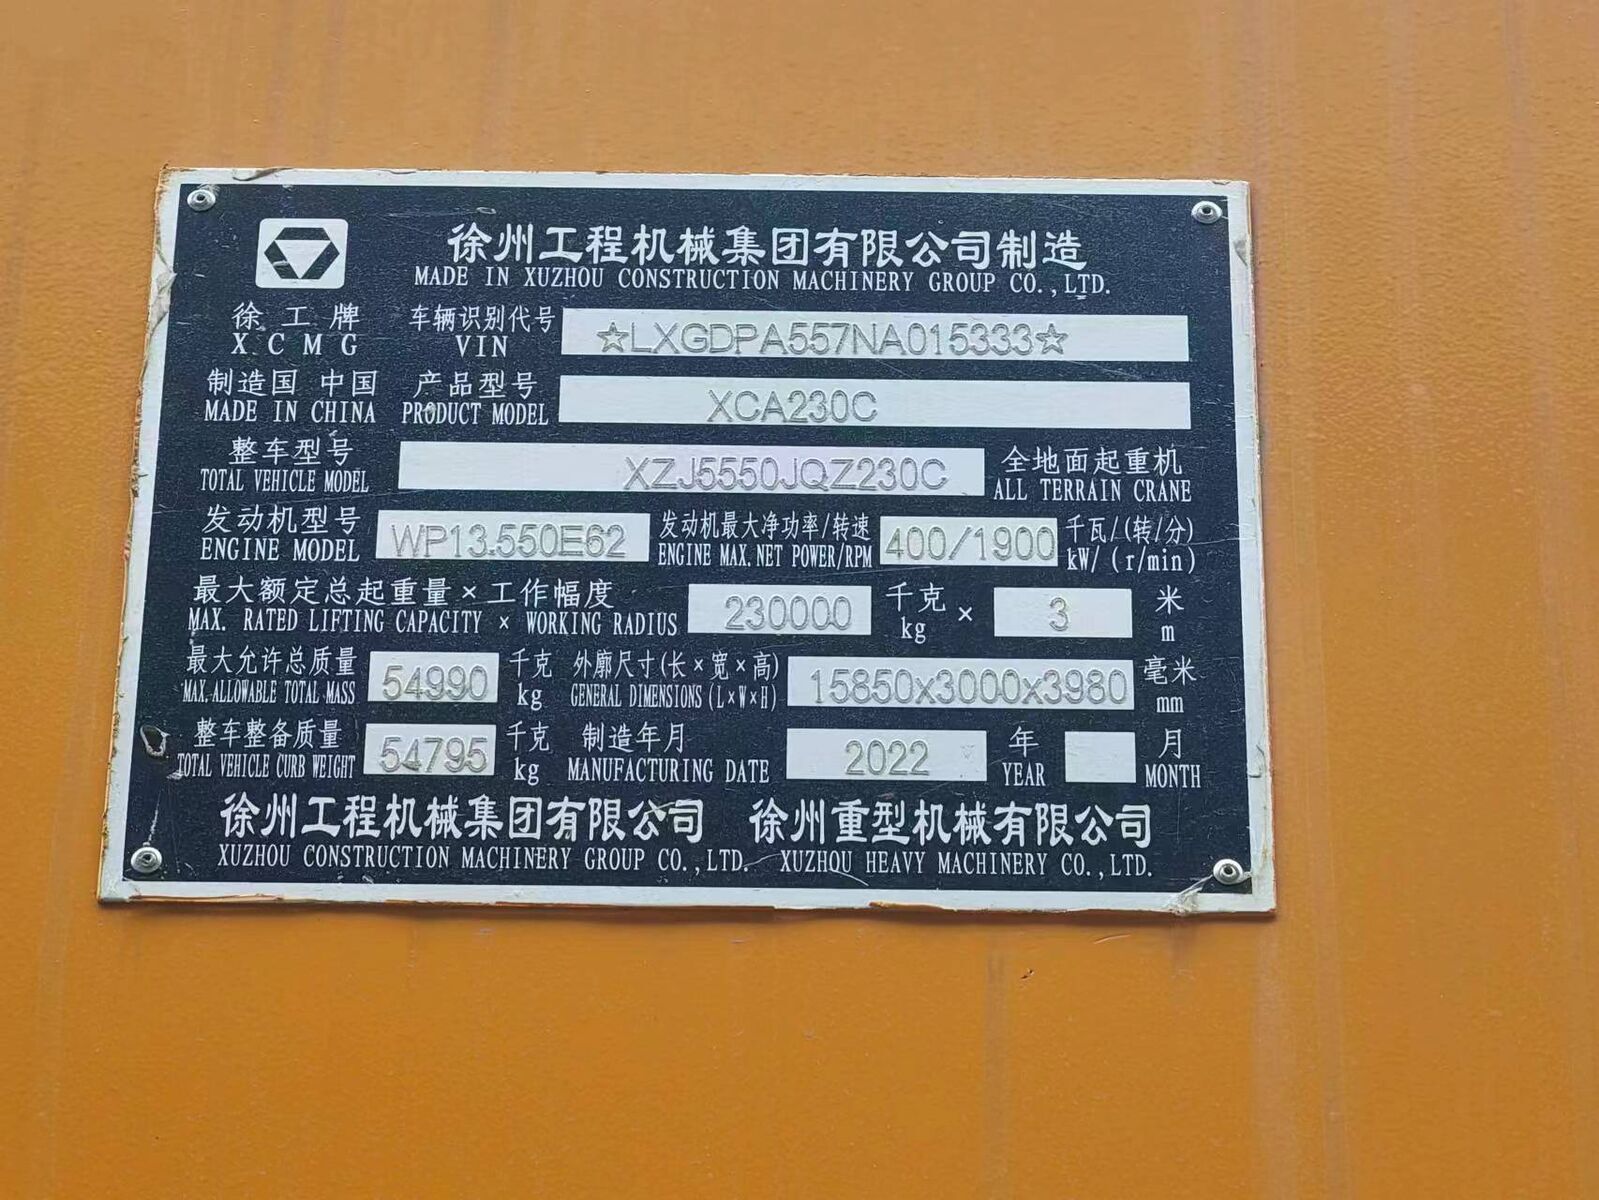 徐州工程机械集团有限公司制造
MADE IN XUZHOU CONSTRUCTION MACHINERY GROUP CO.,LTD.
徐工牌 车辆识别代号 ☆LXGDPA557NA015333☆
XCMG VIN
制造国 中国 产品型号 XCA230C
MADE IN CHINA PRODUCT MODEL
整车型号 XZJ5550JQZ230C 全地面起重机
TOTAL VEHICLE MODEL ALL TERRAIN CRANE
发动机型号 WP13.550E62 发动机最大净功率/转速 400/1900 千瓦/(转/分)
ENGINE MODEL ENGINE MAX.NET POWER/RPM kW/(r/min)
最大额定总起重量×工作幅度 230000 千克 × 3 米
MAX. RATED LIFTING CAPACITY × WORKING RADIUS kg m
最大允许总质量 54990 千克 外廓尺寸(长×宽×高) 15850x3000x3980 毫米
MAX.ALLOWABLE TOTAL MASS kg GENERAL DIMENSIONS (L×W×H) mm
整车整备质量 54795 千克 制造年月 2022 年 月
TOTAL VEHICLE CURB WEIGHT kg MANUFACTURING DATE YEAR MONTH
徐州工程机械集团有限公司 徐州重型机械有限公司
XUZHOU CONSTRUCTION MACHINERY GROUP CO.,LTD. XUZHOU HEAVY MACHINERY CO.,LTD.